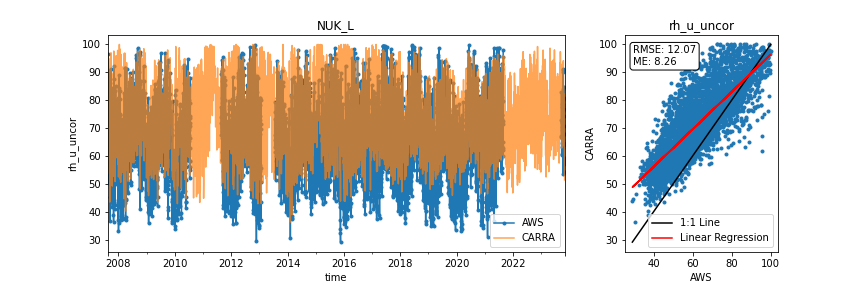 NUK_L
rh_u_uncor
100
90
80
70
60
50
40
30
rh_u_uncor
2008
2010
2012
2014
2016
2018
2020
2022
time
AWS
CARRA
100
90
80
70
60
50
40
30
CARRA
RMSE: 12.07
ME: 8.26
1:1 Line
Linear Regression
40
60
80
100
AWS